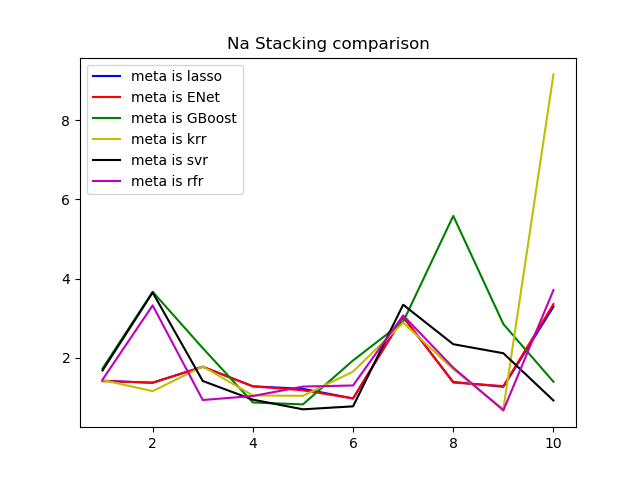 Na Stacking comparison
meta is lasso
meta is ENet
meta is GBoost
meta is krr
meta is svr
meta is rfr
8
6
4
2
2 4 6 8 10